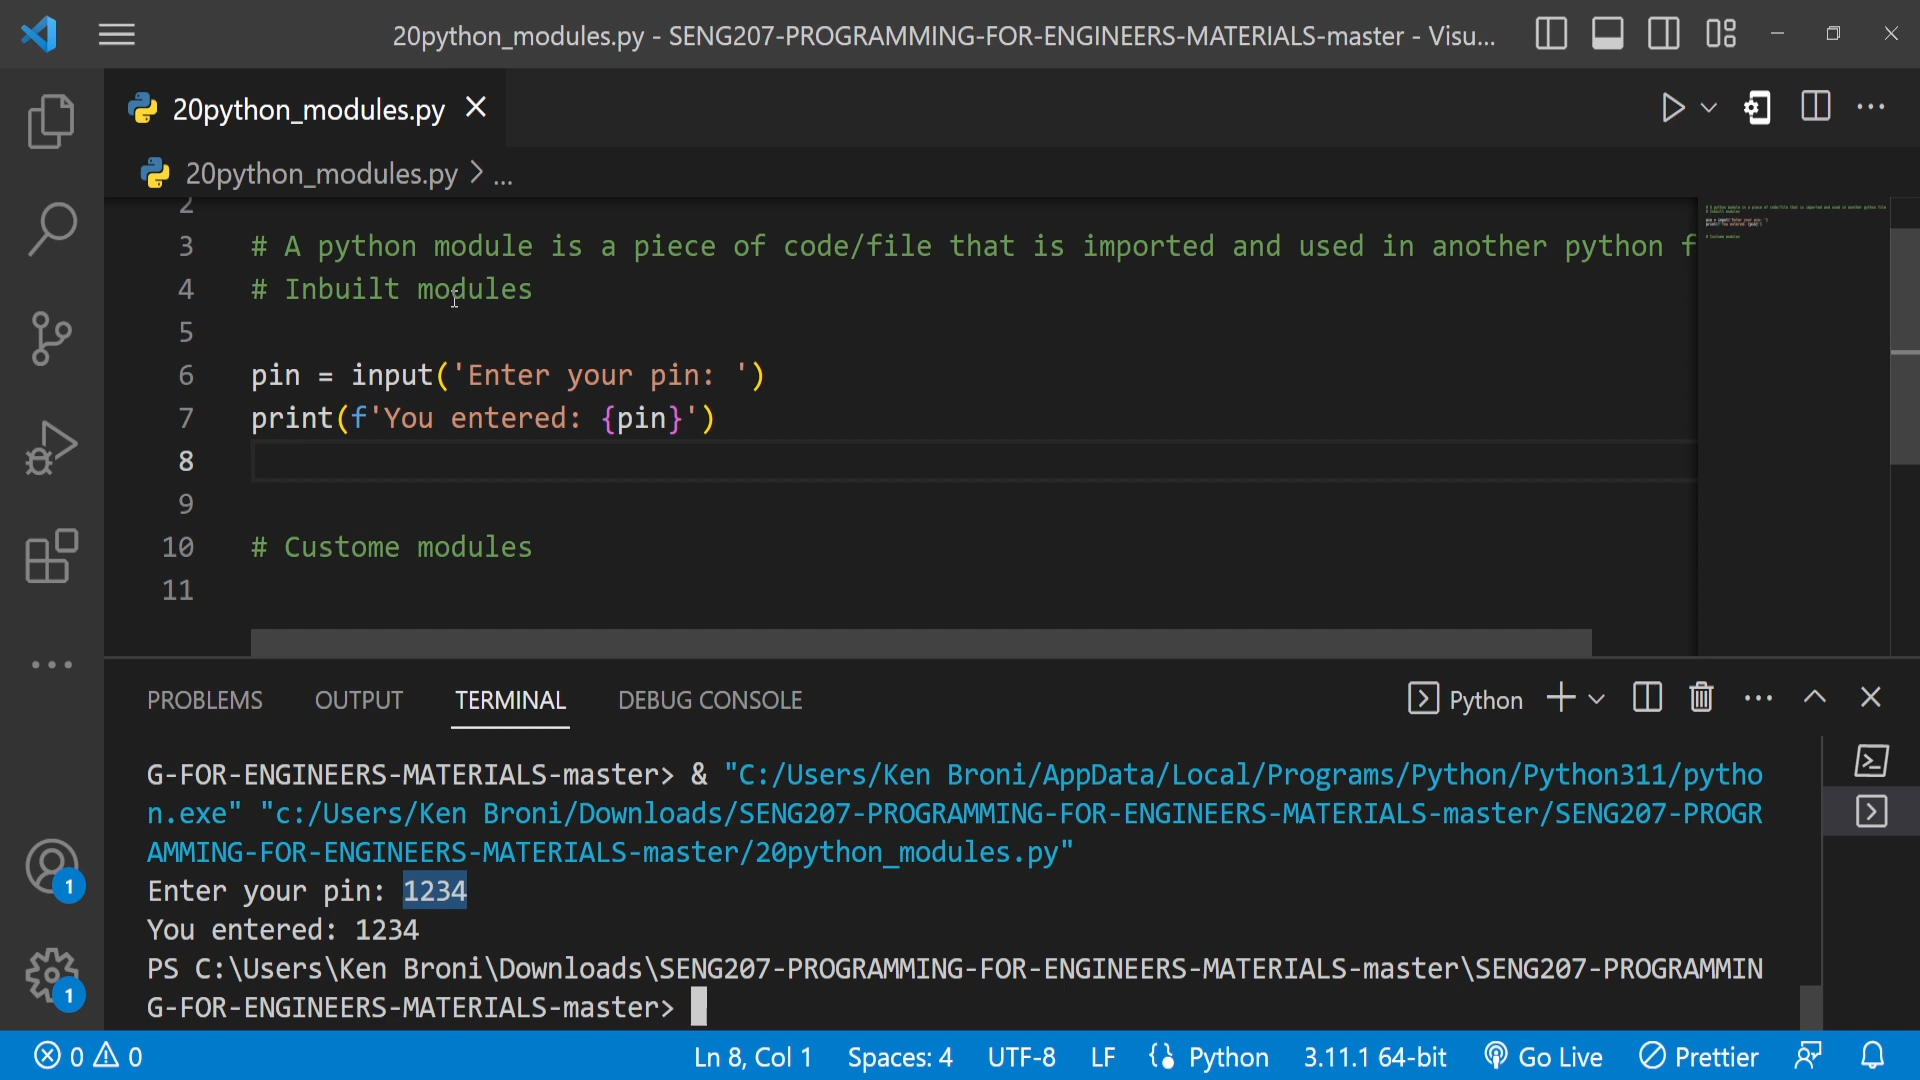 20python_modules.py - SENG207-PROGRAMMING-FOR-ENGINEERS-MATERIALS-master - Visu...
20python_modules.py
20python_modules.py > ...
2
3 # A python module is a piece of code/file that is imported and used in another python f
4 # Inbuilt modules
5
6 pin = input('Enter your pin: ')
7 print(f'You entered: {pin}')
8
9
10 # Custome modules
11
PROBLEMS OUTPUT TERMINAL DEBUG CONSOLE Python
G-FOR-ENGINEERS-MATERIALS-master> & "C:/Users/Ken Broni/AppData/Local/Programs/Python/Python311/pytho
n.exe" "c:/Users/Ken Broni/Downloads/SENG207-PROGRAMMING-FOR-ENGINEERS-MATERIALS-master/SENG207-PROGR
AMMING-FOR-ENGINEERS-MATERIALS-master/20python_modules.py"
Enter your pin: 1234
You entered: 1234
PS C:\Users\Ken Broni\Downloads\SENG207-PROGRAMMING-FOR-ENGINEERS-MATERIALS-master\SENG207-PROGRAMMIN
G-FOR-ENGINEERS-MATERIALS-master>
1
1
0 0 Ln 8, Col 1 Spaces: 4 UTF-8 LF Python 3.11.1 64-bit Go Live Prettier